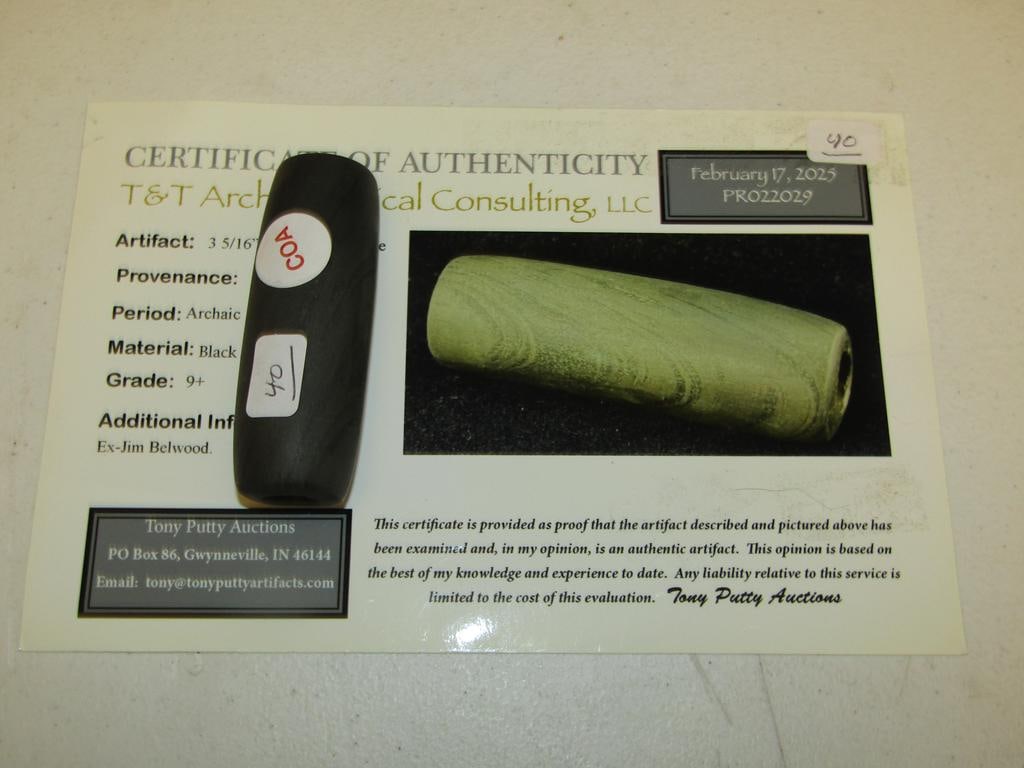 40
CERTIFICA OF AUTHENTICITY
T&T Arch cal Consulting, LLC
February 17, 2025
PR022029
Artifact: 3 5/16" e
Provenance:
Period: Archaic
Material: Black
Grade: 9+
Additional Inf
Ex-Jim Belwood.
COA
40
Tony Putty Auctions
PO Box 86, Gwynneville, IN 46144
Email: tony@tonyputtyartifacts.com
This certificate is provided as proof that the artifact described and pictured above has
been examined and, in my opinion, is an authentic artifact. This opinion is based on
the best of my knowledge and experience to date. Any liability relative to this service is
limited to the cost of this evaluation. Tony Putty Auctions